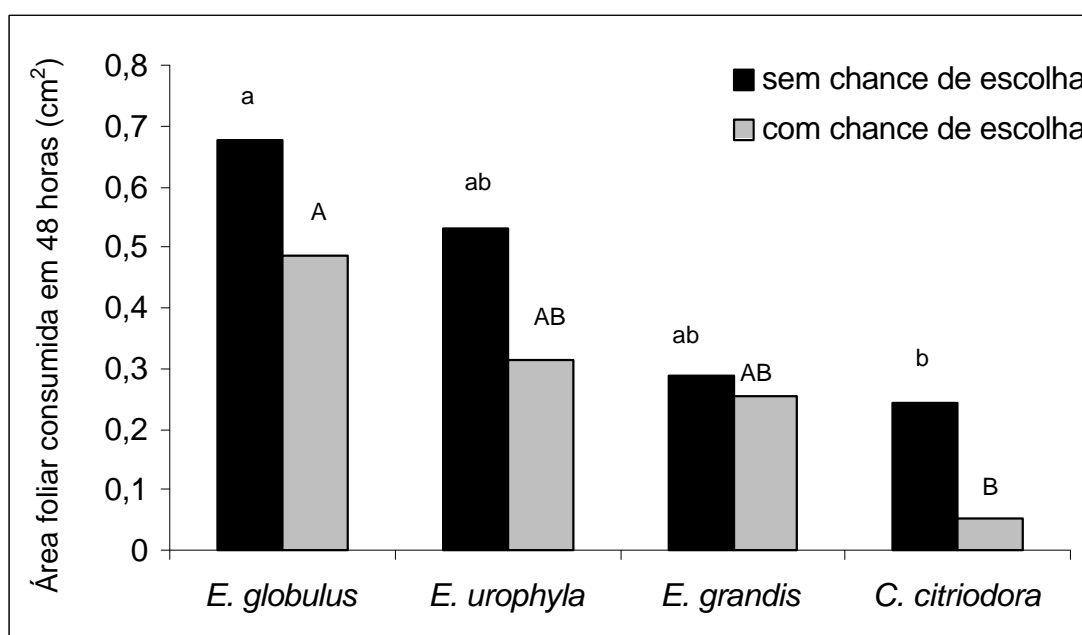 Área foliar consumida em 48 horas (cm²)
0,8
0,7
0,6
0,5
0,4
0,3
0,2
0,1
0
sem chance de escolha
com chance de escolha
a
A
ab
AB
ab
AB
b
B
E. globulus
E. urophyla
E. grandis
C. citriodora